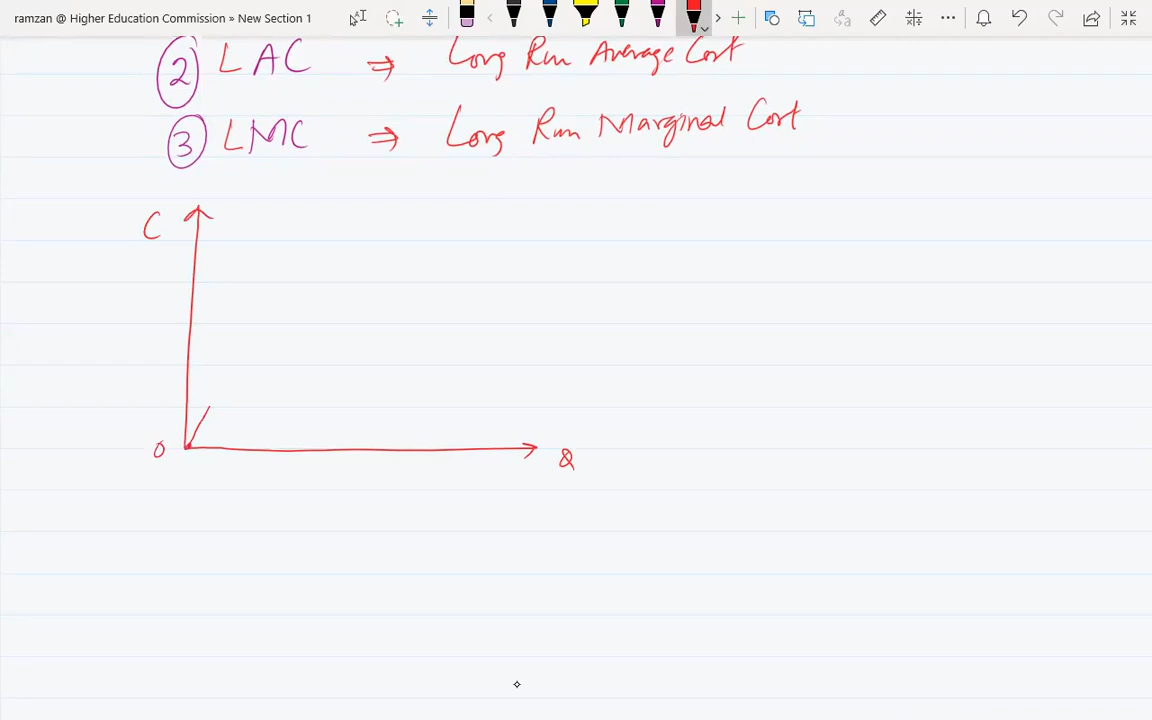 ramzan @ Higher Education Commission » New Section 1
2 LAC ⇒ Long Run Average Cost
3 LMC ⇒ Long Run Marginal Cost
C
0 Q